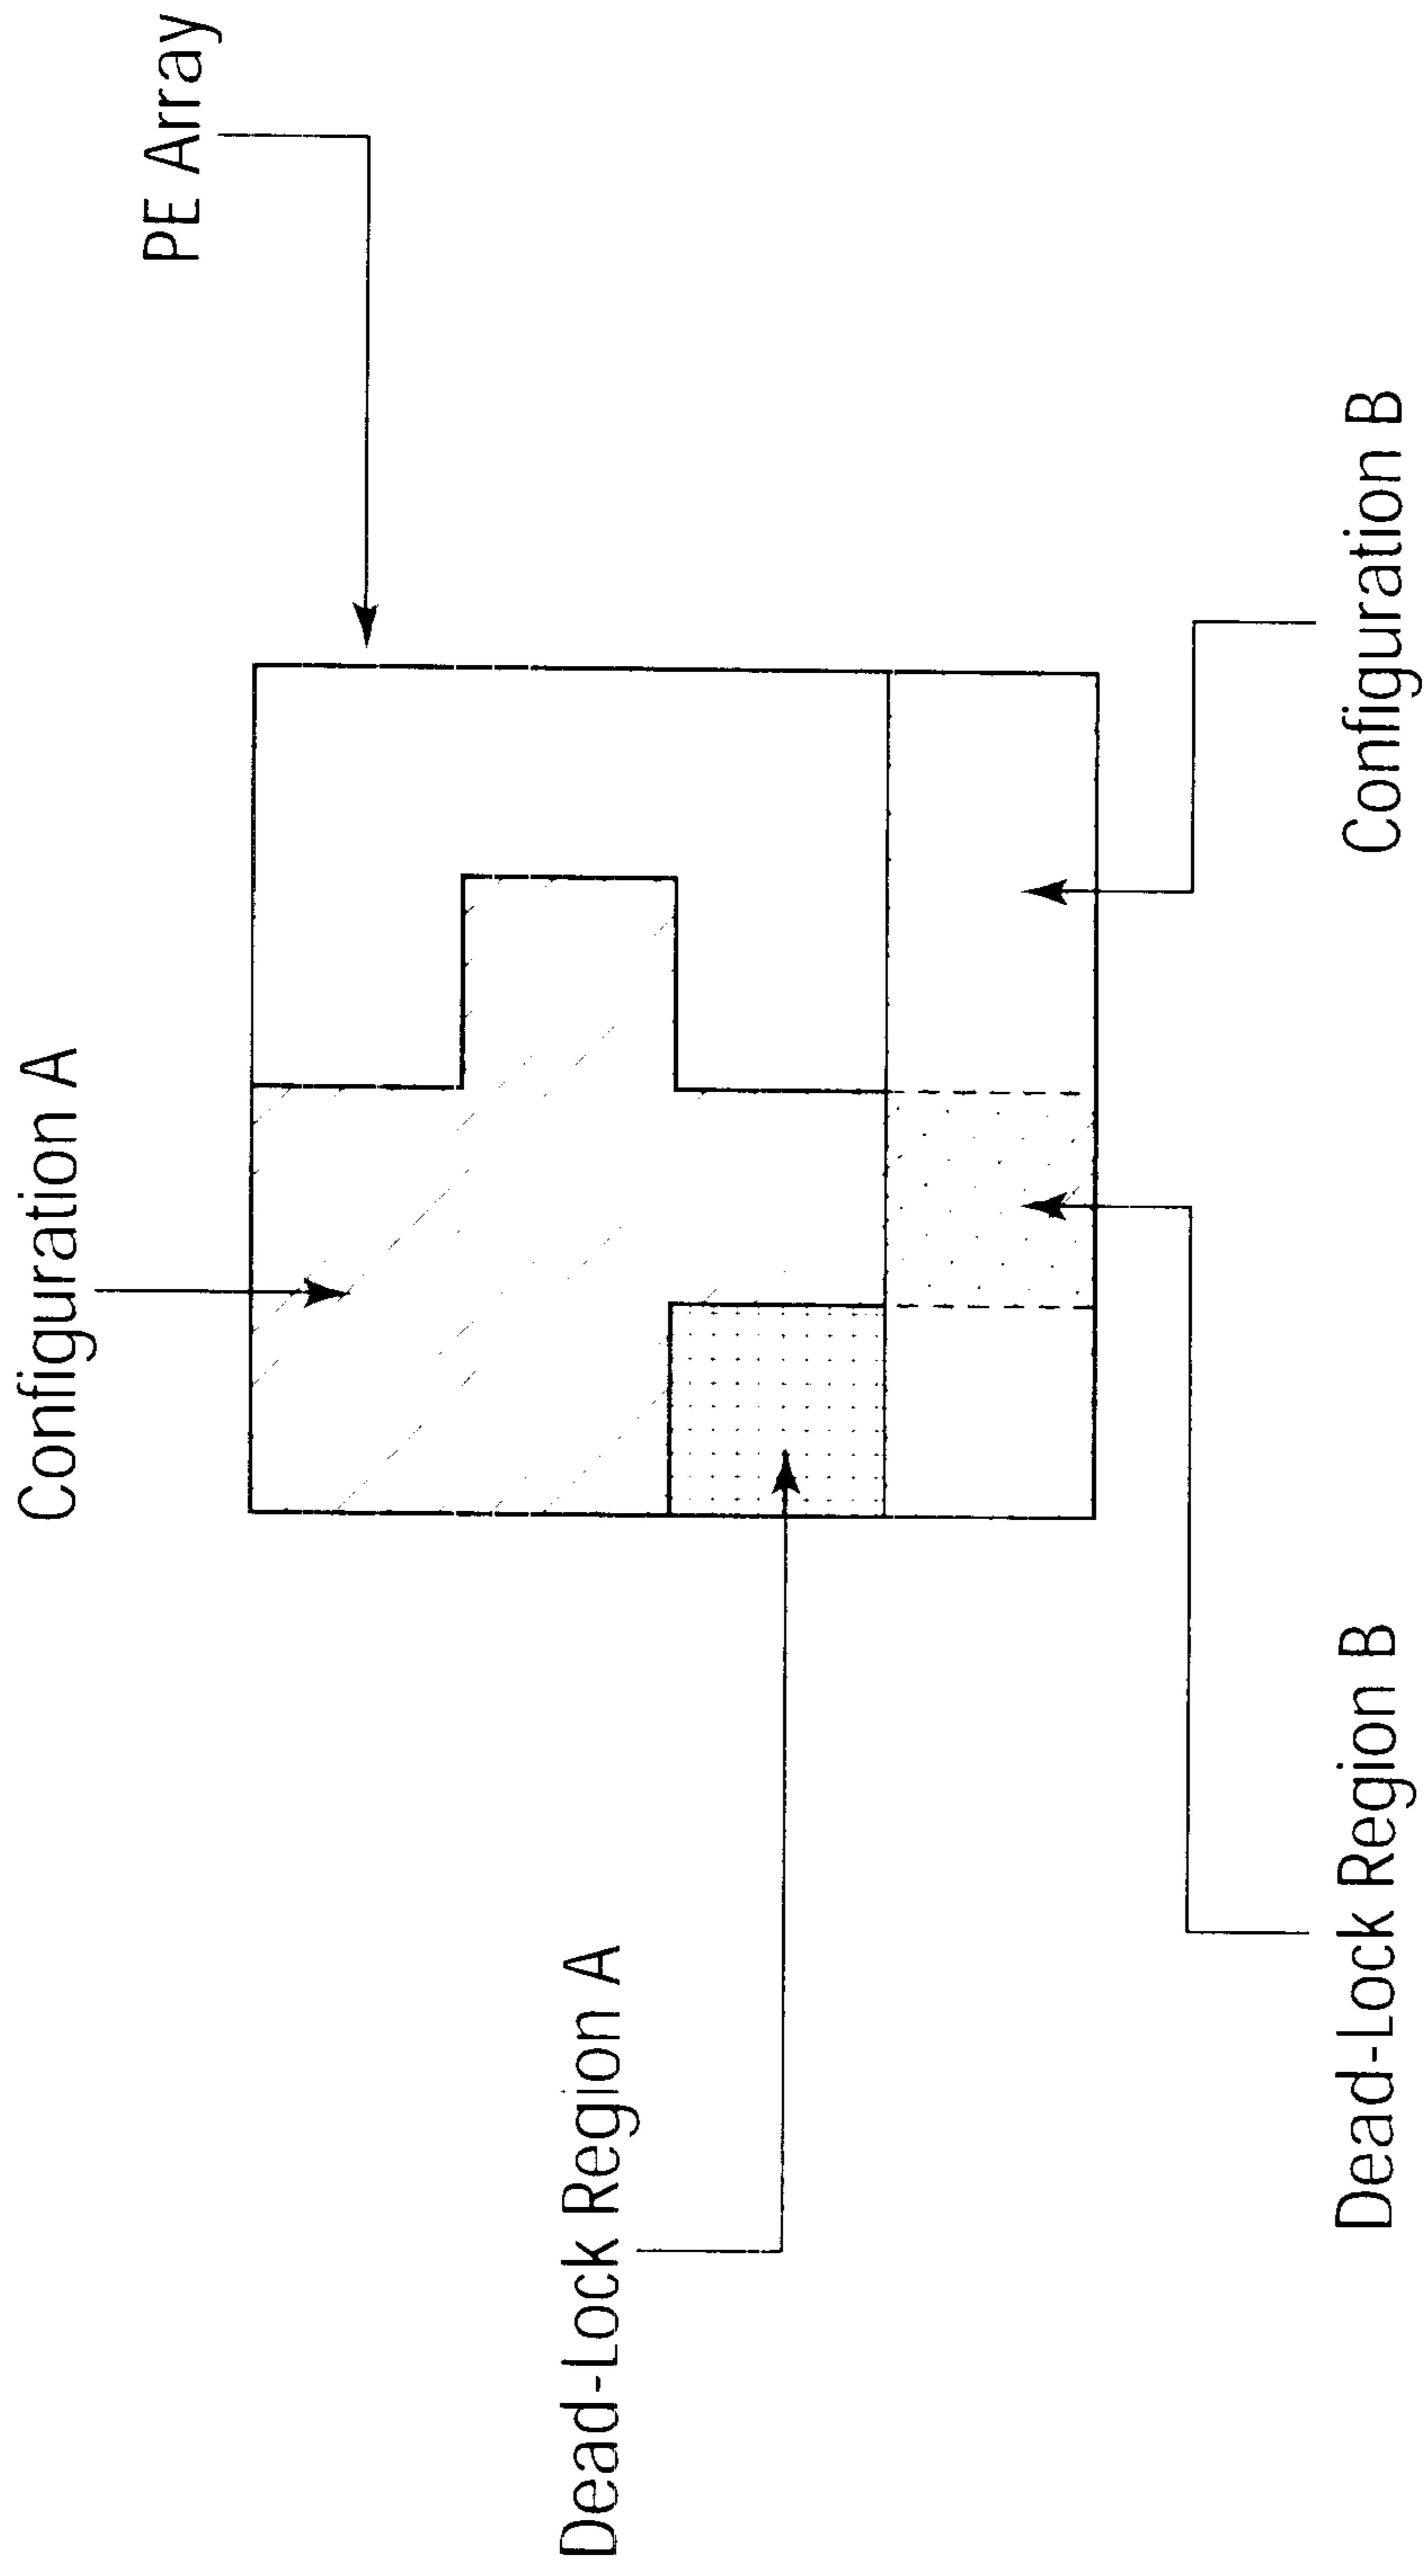 Configuration A
PE Array
Dead-Lock Region A
Dead-Lock Region B
Configuration B